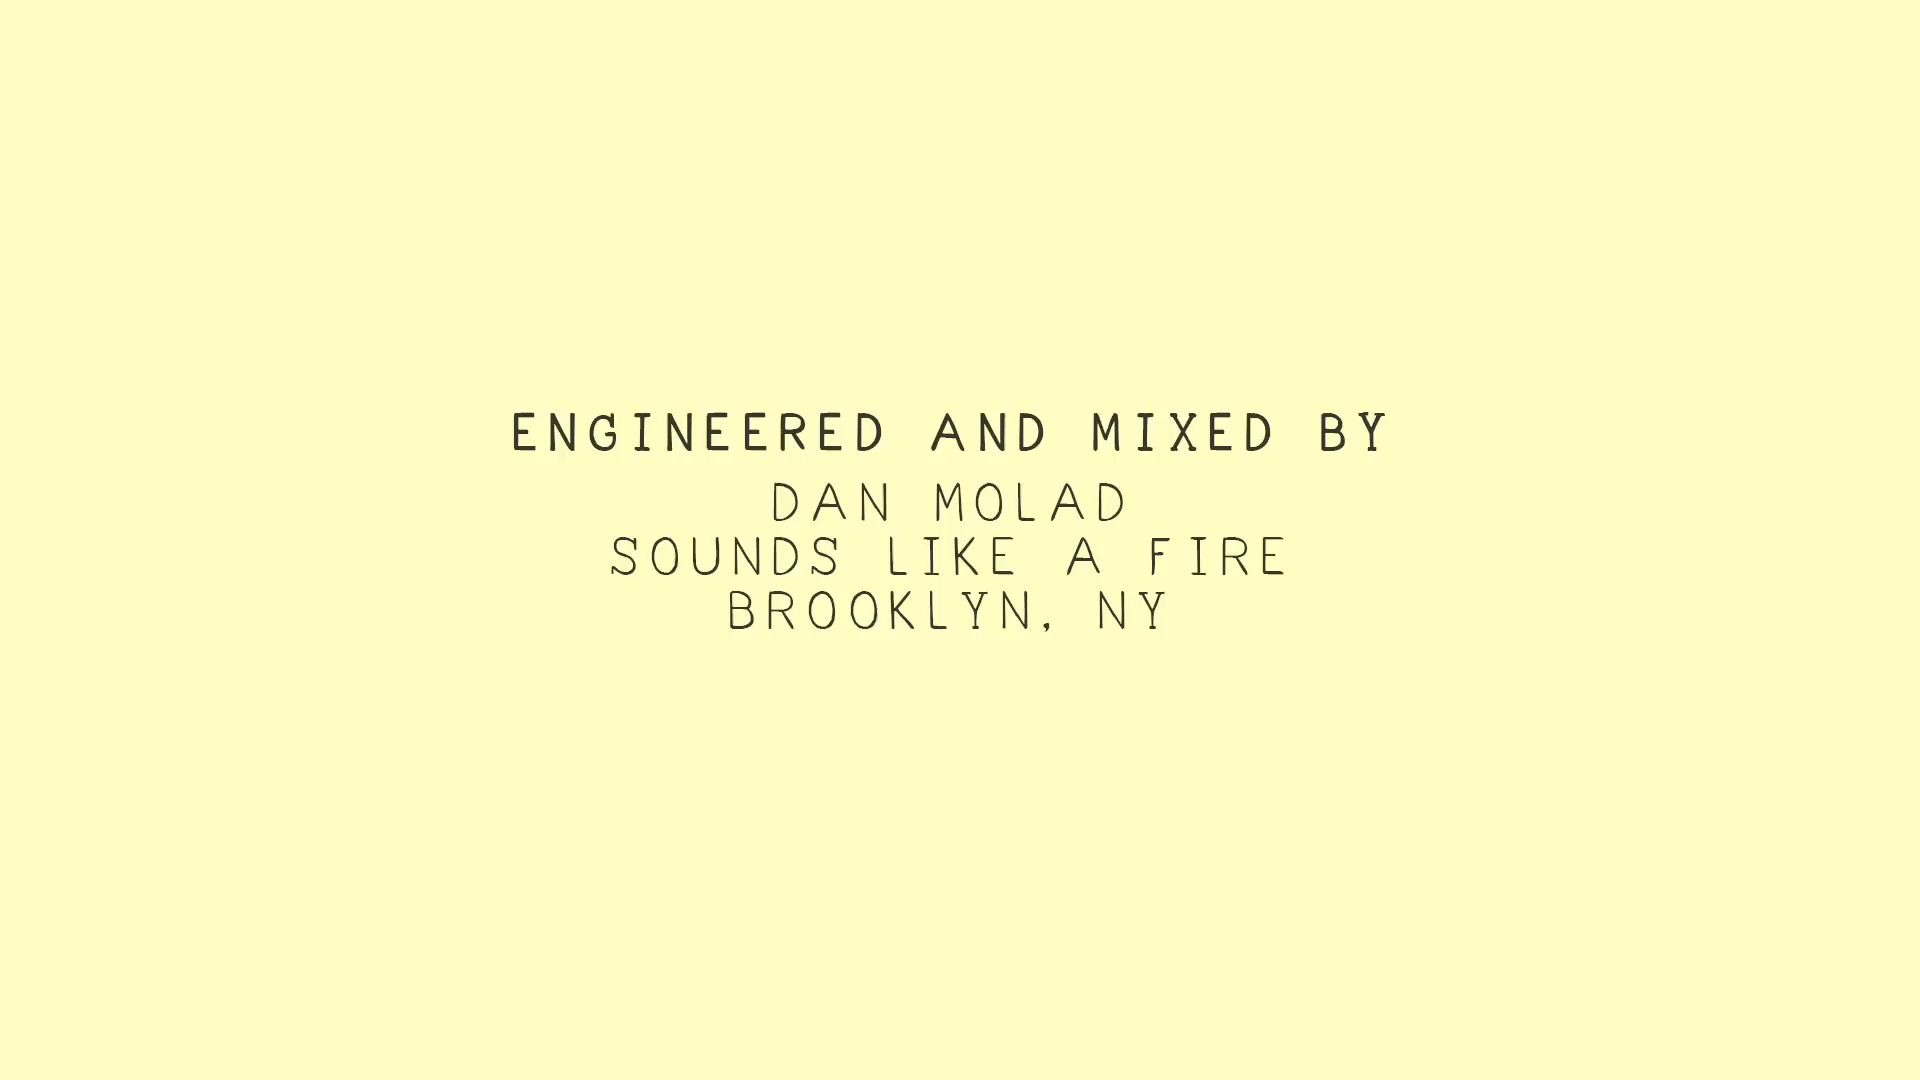 ENGINEERED AND MIXED BY
DAN MOLAD
SOUNDS LIKE A FIRE
BROOKLYN, NY